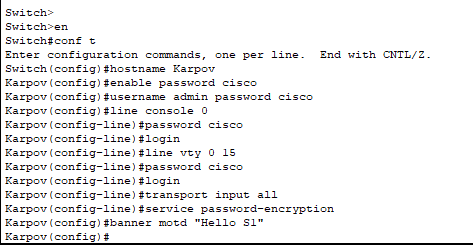 Switch>
Switch>en
Switch#conf t
Enter configuration commands, one per line.  End with CNTL/Z.
Switch(config)#hostname Karpov
Karpov(config)#enable password cisco
Karpov(config)#username admin password cisco
Karpov(config)#line console 0
Karpov(config-line)#password cisco
Karpov(config-line)#login
Karpov(config-line)#line vty 0 15
Karpov(config-line)#password cisco
Karpov(config-line)#login
Karpov(config-line)#transport input all
Karpov(config-line)#service password-encryption
Karpov(config)#banner motd "Hello S1"
Karpov(config)#